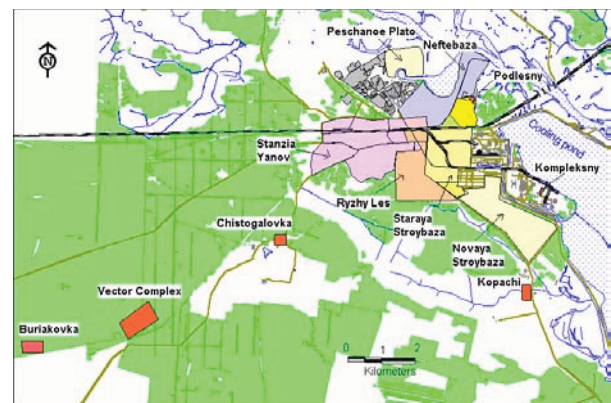 Peschanoe Plato
Neftebaza
Podlesny
N
Cooling pond
Stanzia
Yanov
Kompleksny
Ryzhy Les
Staraya
Stroybaza
Chistogalovka
Novaya
Stroybaza
Vector Complex
Kopachi
Buriakovka
0 1 2
Kilometers